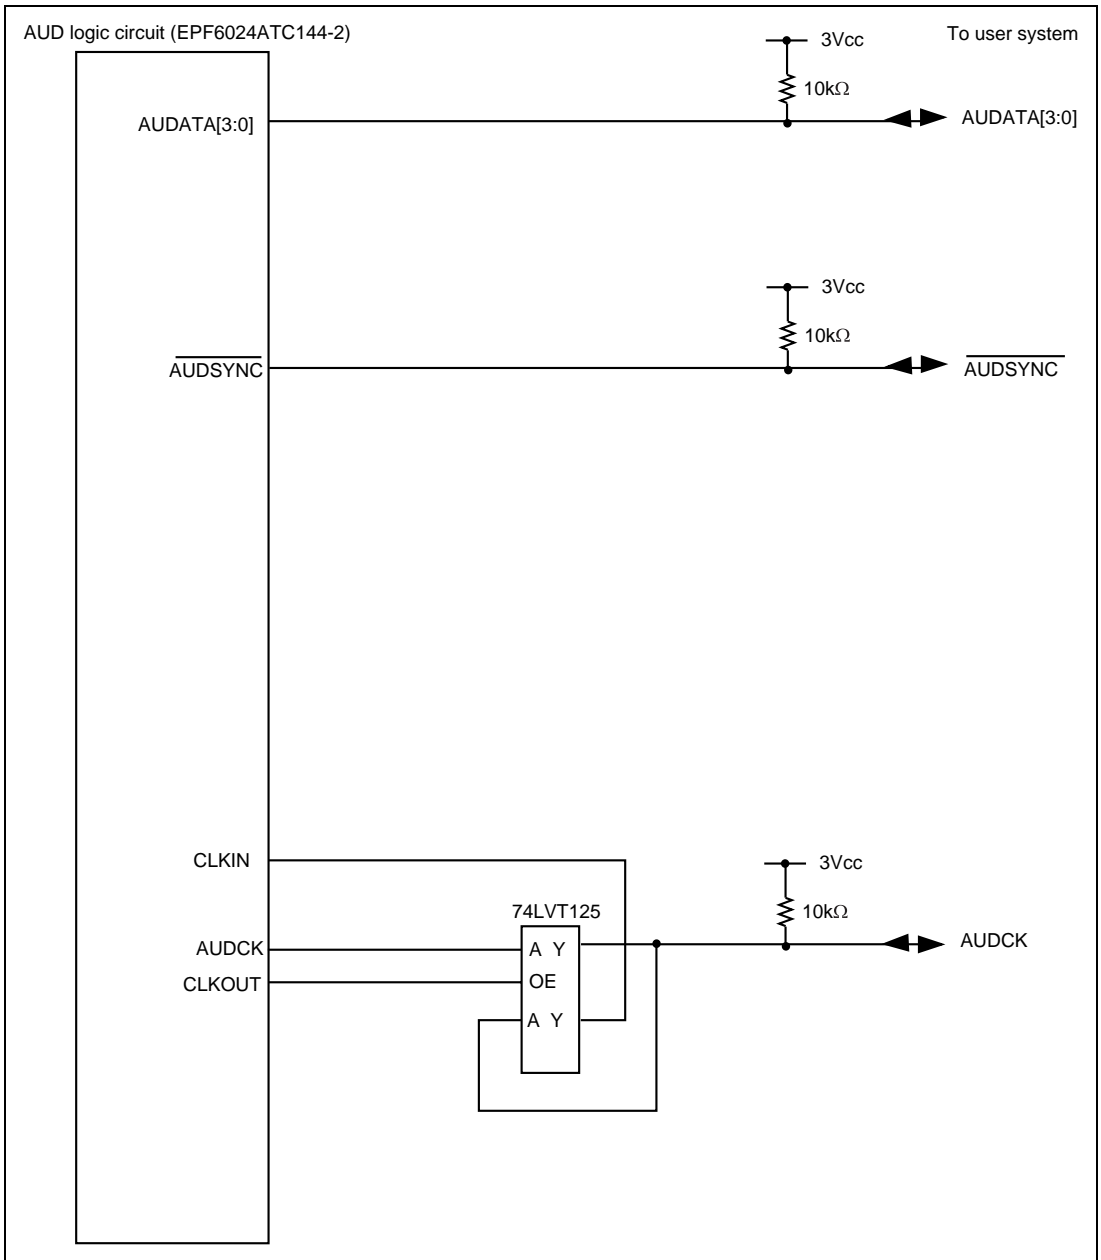 AUD logic circuit (EPF6024ATC144-2)
To user system
3Vcc
10kΩ
AUDATA[3:0]
AUDATA[3:0]
3Vcc
10kΩ
AUDSYNC
AUDSYNC
CLKIN
3Vcc
74LVT125
10kΩ
AUDCK
A Y
AUDCK
CLKOUT
OE
A Y